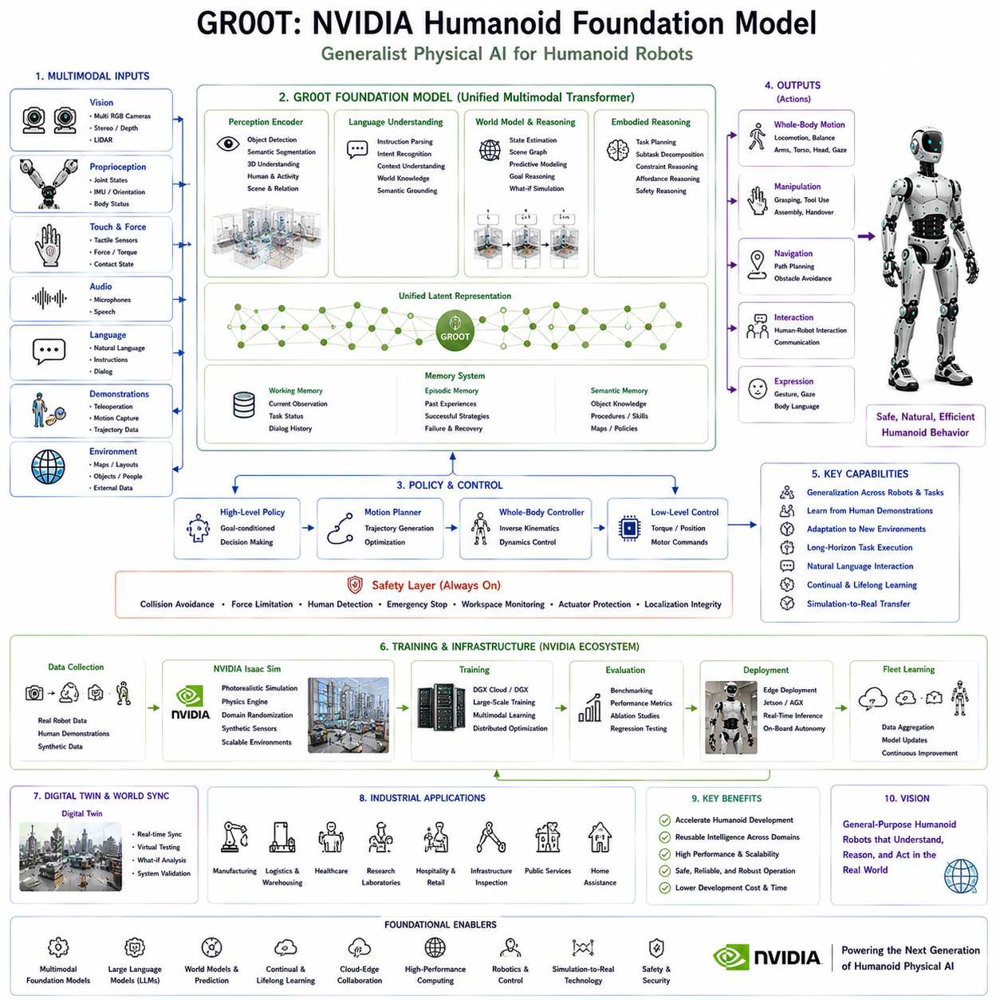 GR00T: NVIDIA Humanoid Foundation Model
Generalist Physical AI for Humanoid Robots
1. MULTIMODAL INPUTS
Vision
• Multi RGB Cameras
• Stereo / Depth
• LiDAR
Proprioception
• Joint States
• IMU / Orientation
• Body Status
Touch & Force
• Tactile Sensors
• Force / Torque
• Contact State
Audio
• Microphones
• Speech
Language
• Natural Language
• Instructions
• Dialog
Demonstrations
• Teleoperation
• Motion Capture
• Trajectory Data
Environment
• Maps / Layouts
• Objects / People
• External Data
2. GR00T FOUNDATION MODEL (Unified Multimodal Transformer)
Perception Encoder
Object Detection
Semantic Segmentation
3D Understanding
Human & Activity
Scene & Relation
Language Understanding
Instruction Parsing
Intent Recognition
Context Understanding
World Knowledge
Semantic Grounding
World Model & Reasoning
State Estimation
Scene Graph
Predictive Modeling
Goal Reasoning
What-if Simulation
Embodied Reasoning
Task Planning
Subtask Decomposition
Constraint Reasoning
Affordance Reasoning
Safety Reasoning
Unified Latent Representation
GROOT
Memory System
Working Memory
Current Observation
Task Status
Dialog History
Episodic Memory
Past Experiences
Successful Strategies
Failure & Recovery
Semantic Memory
Object Knowledge
Procedures / Skills
Maps / Policies
3. POLICY & CONTROL
High-Level Policy
Goal-conditioned
Decision Making
Motion Planner
Trajectory Generation
Optimization
Whole-Body Controller
Inverse Kinematics
Dynamics Control
Low-Level Control
Torque / Position
Motor Commands
Safety Layer (Always On)
Collision Avoidance • Force Limitation • Human Detection • Emergency Stop • Workspace Monitoring • Actuator Protection • Localization Integrity
4. OUTPUTS
(Actions)
Whole-Body Motion
Locomotion, Balance
Arms, Torso, Head, Gaze
Manipulation
Grasping, Tool Use
Assembly, Handover
Navigation
Path Planning
Obstacle Avoidance
Interaction
Human-Robot Interaction
Communication
Expression
Gesture, Gaze
Body Language
Safe, Natural, Efficient
Humanoid Behavior
5. KEY CAPABILITIES
Generalization Across Robots & Tasks
Learn from Human Demonstrations
Adaptation to New Environments
Long-Horizon Task Execution
Natural Language Interaction
Continual & Lifelong Learning
Simulation-to-Real Transfer
6. TRAINING & INFRASTRUCTURE (NVIDIA ECOSYSTEM)
Data Collection
Real Robot Data
Human Demonstrations
Synthetic Data
NVIDIA Isaac Sim
NVIDIA
Photorealistic Simulation
Physics Engine
Domain Randomization
Synthetic Sensors
Scalable Environments
Training
DGX Cloud / DGX
Large-Scale Training
Multimodal Learning
Distributed Optimization
Evaluation
Benchmarking
Performance Metrics
Ablation Studies
Regression Testing
Deployment
Edge Deployment
Jetson / AGX
Real-Time Inference
On-Board Autonomy
Fleet Learning
Data Aggregation
Model Updates
Continuous Improvement
7. DIGITAL TWIN & WORLD SYNC
Digital Twin
• Real-time Sync
• Virtual Testing
• What-if Analysis
• System Validation
8. INDUSTRIAL APPLICATIONS
Manufacturing
Logistics &
Warehousing
Healthcare
Research
Laboratories
Hospitality &
Retail
Infrastructure
Inspection
Public Services
Home
Assistance
9. KEY BENEFITS
Accelerate Humanoid Development
Reusable Intelligence Across Domains
High Performance & Scalability
Safe, Reliable, and Robust Operation
Lower Development Cost & Time
10. VISION
General-Purpose Humanoid
Robots that Understand,
Reason, and Act in the
Real World
FOUNDATIONAL ENABLERS
Multimodal
Foundation Models
Large Language
Models (LLMs)
World Models &
Prediction
Continual &
Lifelong Learning
Cloud-Edge
Collaboration
High-Performance
Computing
Robotics &
Control
Simulation-to-Real
Technology
Safety &
Security
NVIDIA
Powering the Next Generation
of Humanoid Physical AI